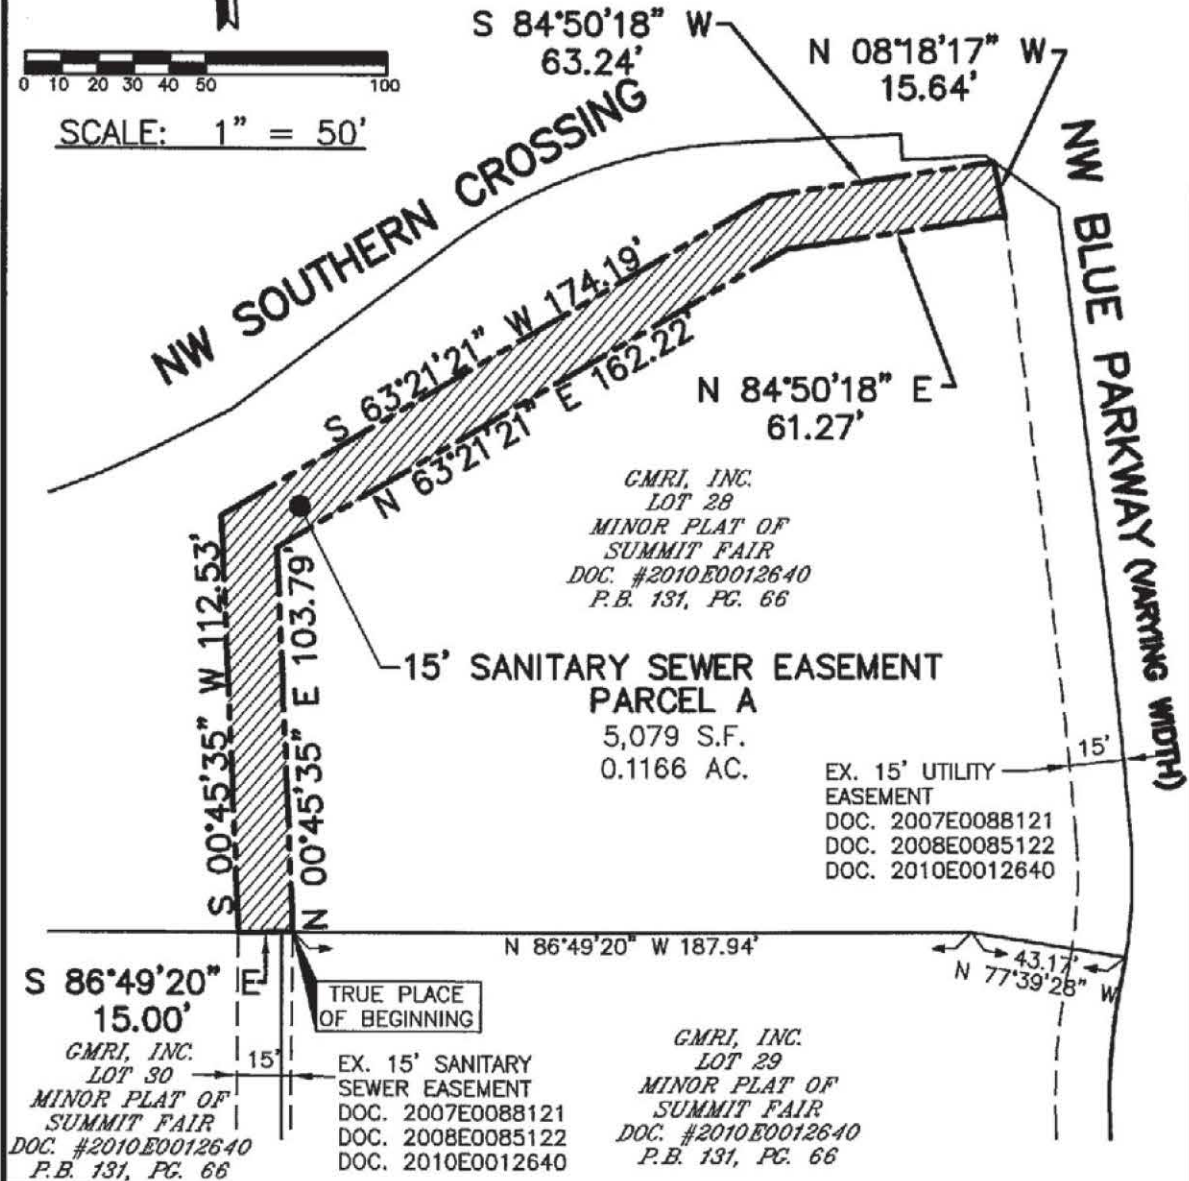 S 84°50'18" W
63.24'
N 08°18'17" W
15.64'
0 10 20 30 40 50 100
SCALE: 1" = 50'
NW SOUTHERN CROSSING
NW BLUE PARKWAY (VARYING WIDTH)
S 63°21'21" W 174.19'
N 63°21'21" E 162.22'
N 84°50'18" E
61.27'
GMRI, INC.
LOT 28
MINOR PLAT OF
SUMMIT FAIR
DOC. #2010E0012640
P.B. 131, PG. 66
S 00°45'35" W 112.53'
N 00°45'35" E 103.79'
15' SANITARY SEWER EASEMENT
PARCEL A
5,079 S.F.
0.1166 AC.
15'
EX. 15' UTILITY
EASEMENT
DOC. 2007E0088121
DOC. 2008E0085122
DOC. 2010E0012640
N 86°49'20" W 187.94'
43.17'
N 77°39'28" W
S 86°49'20" E
15.00'
TRUE PLACE
OF BEGINNING
GMRI, INC.
LOT 30
MINOR PLAT OF
SUMMIT FAIR
DOC. #2010E0012640
P.B. 131, PG. 66
15'
EX. 15' SANITARY
SEWER EASEMENT
DOC. 2007E0088121
DOC. 2008E0085122
DOC. 2010E0012640
GMRI, INC.
LOT 29
MINOR PLAT OF
SUMMIT FAIR
DOC. #2010E0012640
P.B. 131, PG. 66